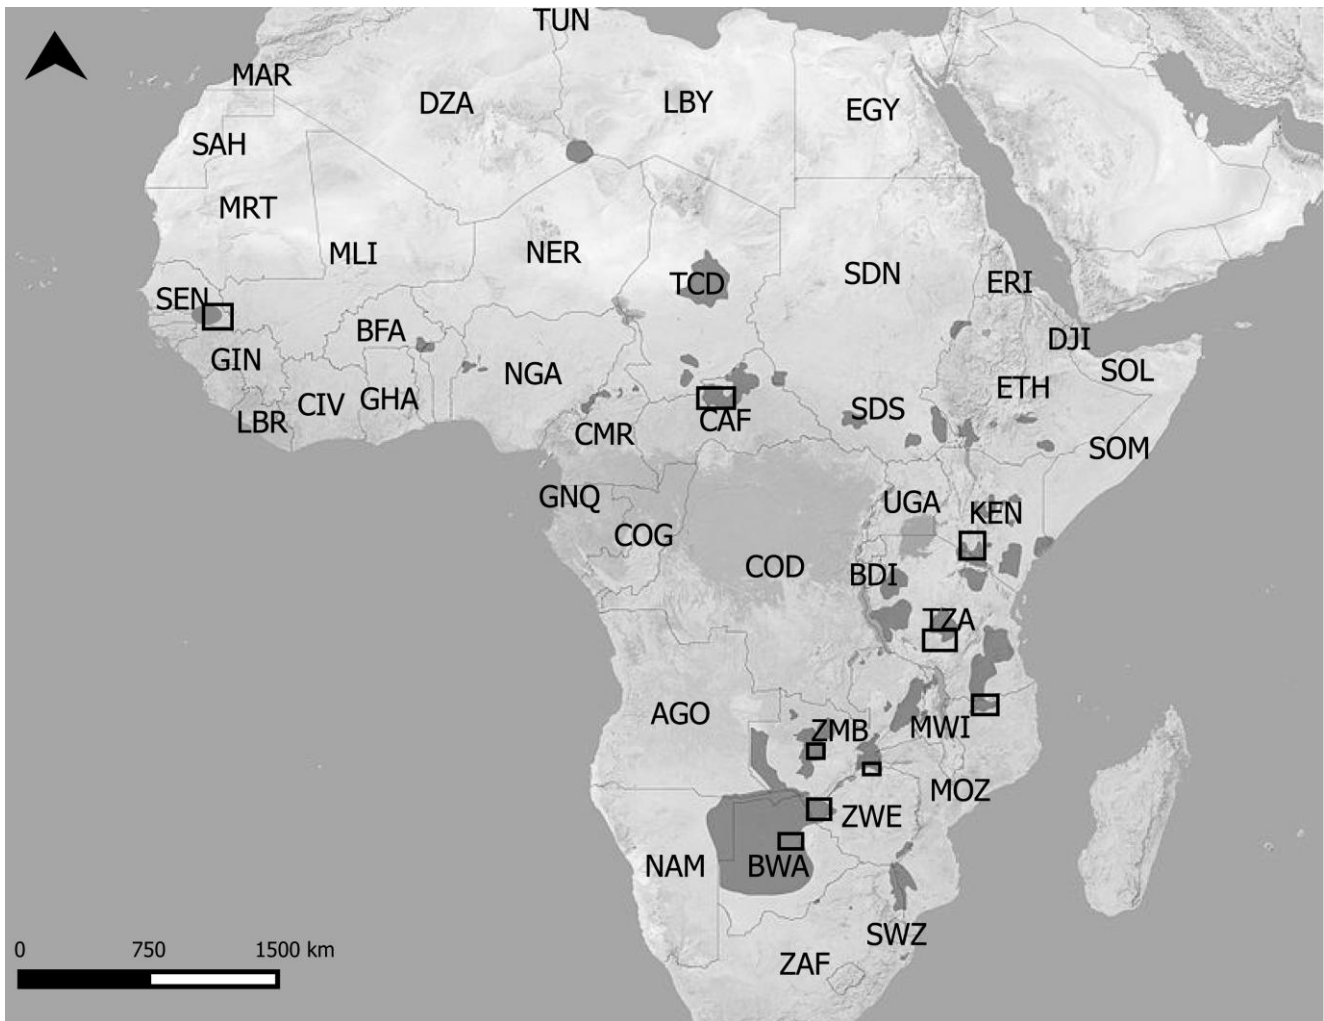 TUN
MAR
DZA
LBY
EGY
SAH
MRT
MLI
NER
TCD
SDN
ERI
SEN
BFA
DJI
GIN
NGA
ETH
SOL
LBR
CIV
GHA
CAF
SDS
CMR
SOM
GNQ
UGA
KEN
COG
COD
BDI
TZA
AGO
ZMB
MWI
MOZ
ZWE
NAM
BWA
SWZ
ZAF
0 750 1500 km